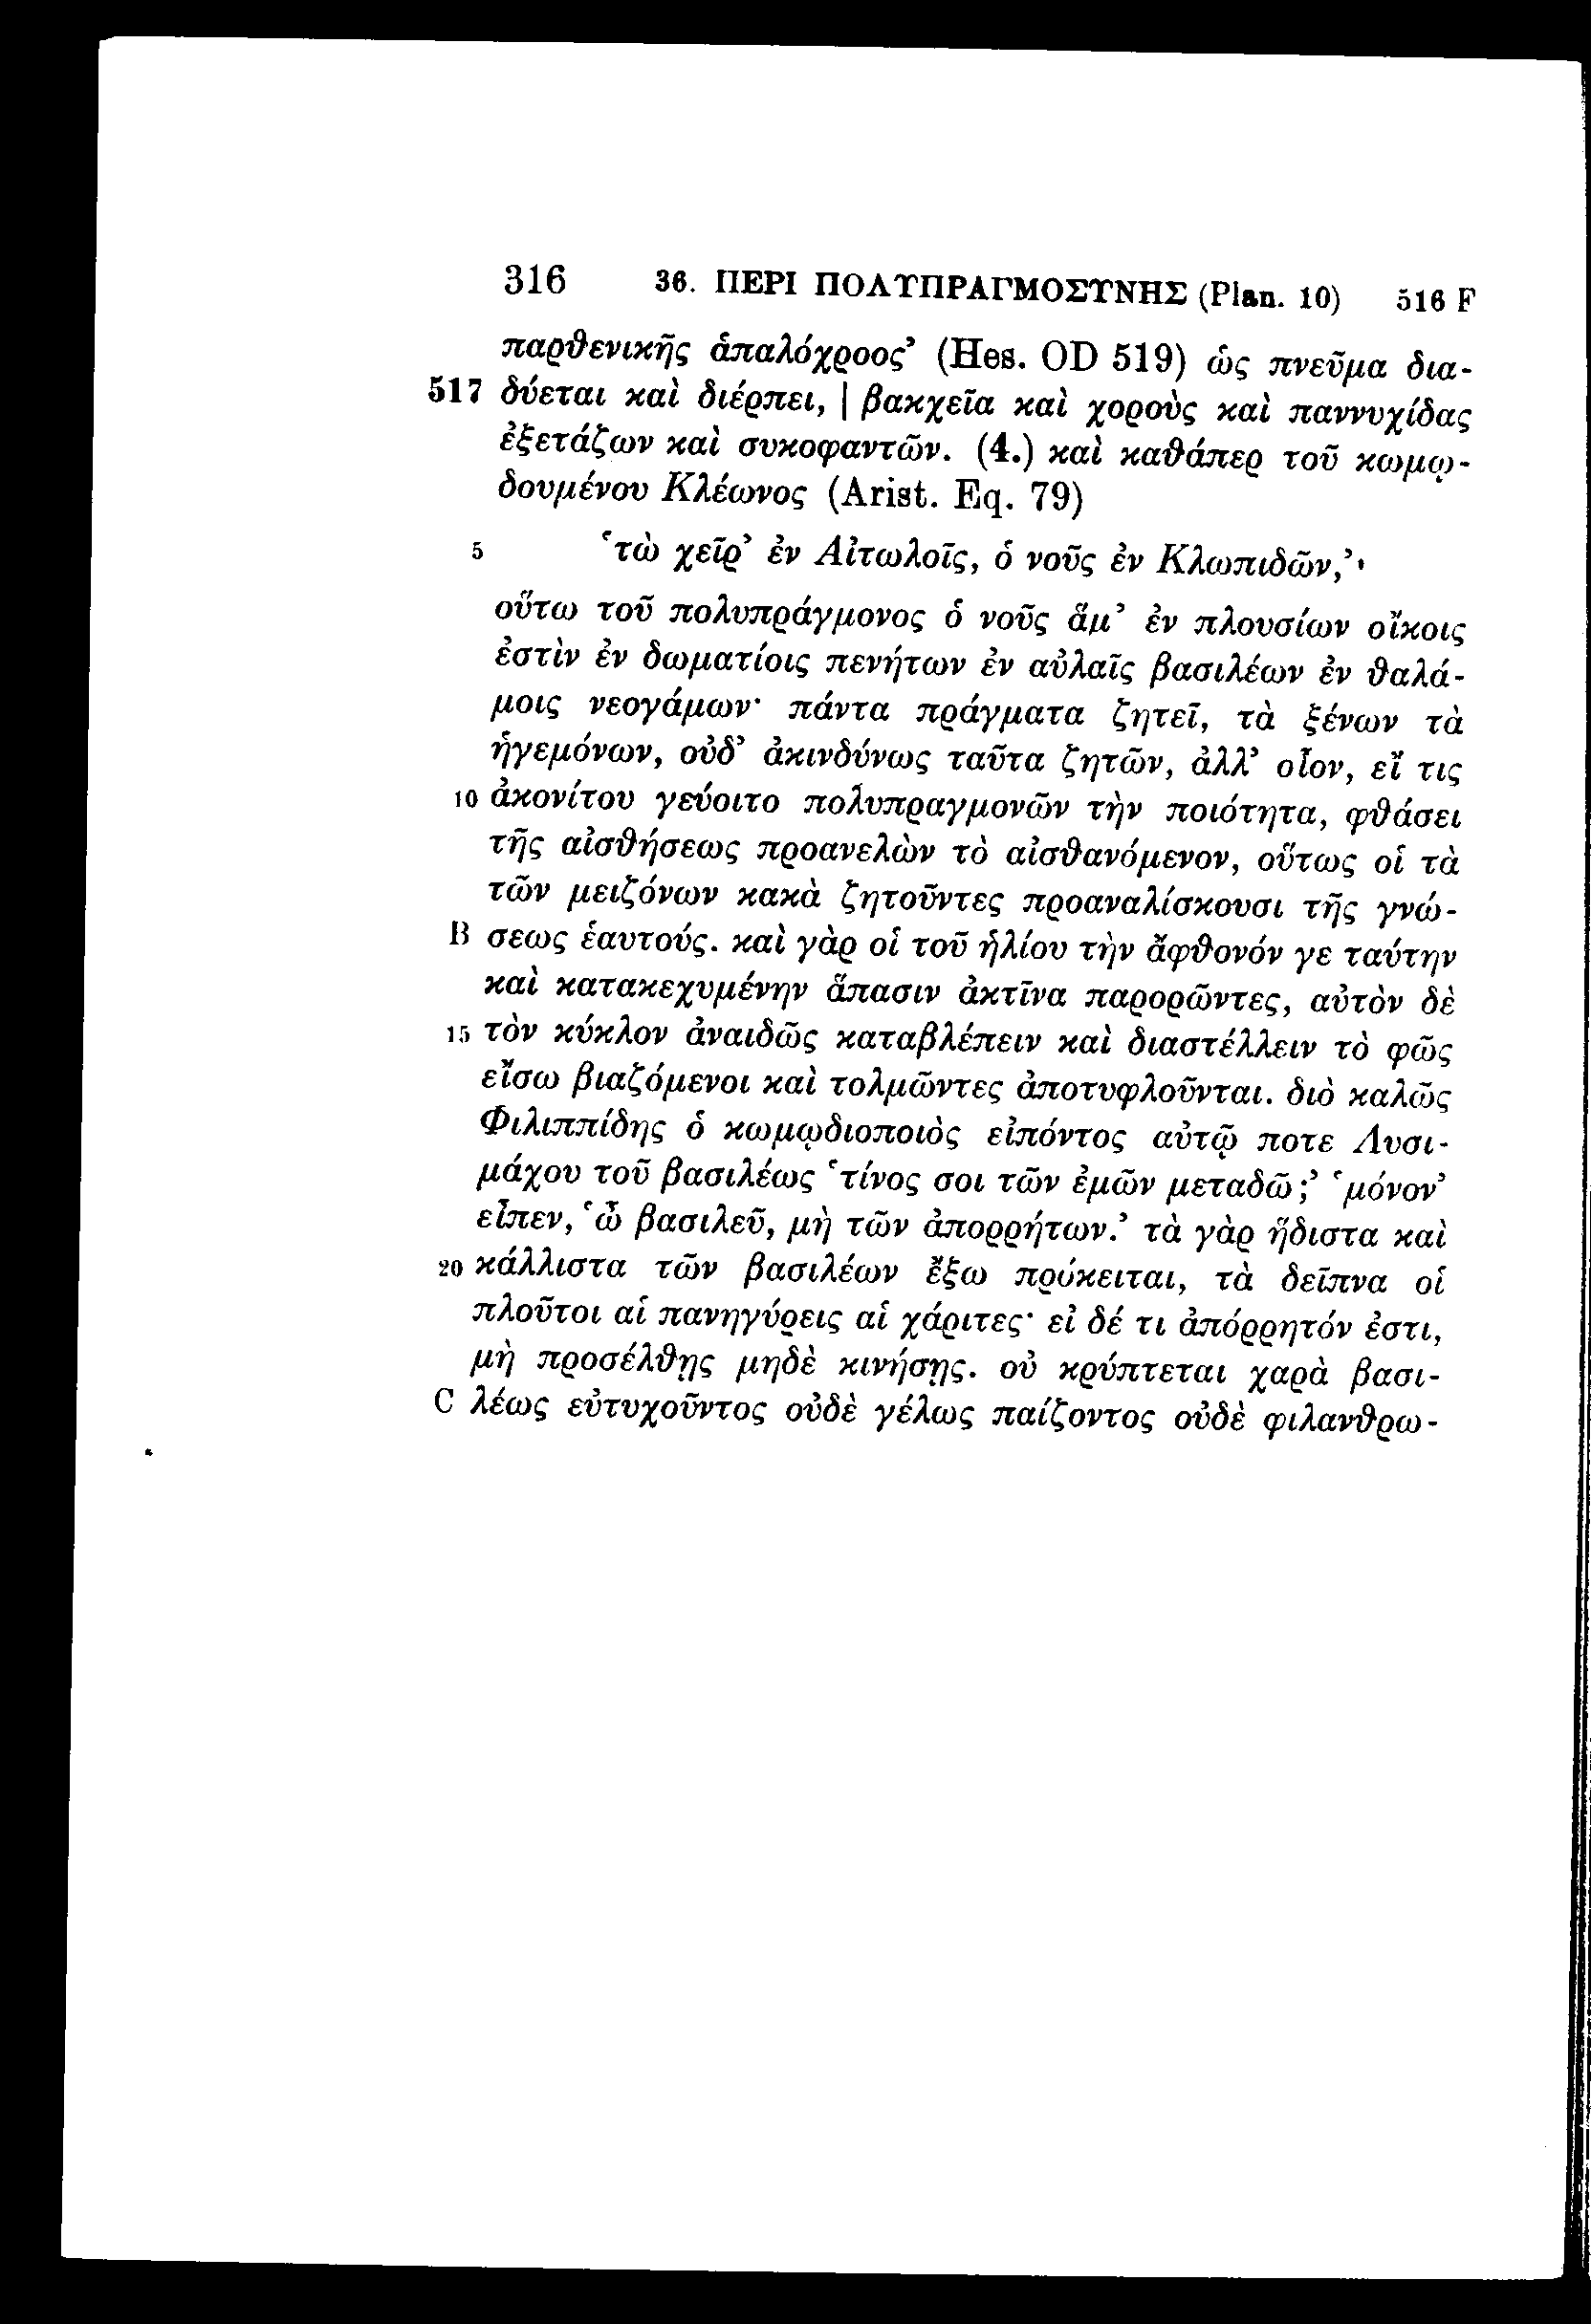 316 36. ΠΕΡΙ ΠΟΛΥΠΡΑΓΜΟΣΥΝΗΣ (Plan. 10) 516 F
παρθενικῆς ἁπαλόχροος’ (Hes. OD 519) ὡς πνεῦμα δια-
517 δύεται καὶ διέρπει, | βακχεῖα καὶ χοροὺς καὶ παννυχίδας
ἐξετάζων καὶ συκοφαντῶν. (4.) καὶ καθάπερ τοῦ κωμῳ-
δουμένου Κλέωνος (Arist. Eq. 79)
5 ‘τὼ χεῖρ’ ἐν Αἰτωλοῖς, ὁ νοῦς ἐν Κλωπιδῶν,’
οὕτω τοῦ πολυπράγμονος ὁ νοῦς ἅμ’ ἐν πλουσίων οἴκοις
ἐστὶν ἐν δωματίοις πενήτων ἐν αὐλαῖς βασιλέων ἐν θαλά-
μοις νεογάμων· πάντα πράγματα ζητεῖ, τὰ ξένων τὰ
ἡγεμόνων, οὐδ’ ἀκινδύνως ταῦτα ζητῶν, ἀλλ’ οἷον, εἴ τις
10 ἀκονίτου γεύοιτο πολυπραγμονῶν τὴν ποιότητα, φθάσει
τῆς αἰσθήσεως προανελὼν τὸ αἰσθανόμενον, οὕτως οἱ τὰ
τῶν μειζόνων κακὰ ζητοῦντες προαναλίσκουσι τῆς γνώ-
B σεως ἑαυτούς. καὶ γὰρ οἱ τοῦ ἡλίου τὴν ἄφθονόν γε ταύτην
καὶ κατακεχυμένην ἅπασιν ἀκτῖνα παρορῶντες, αὐτὸν δὲ
15 τὸν κύκλον ἀναιδῶς καταβλέπειν καὶ διαστέλλειν τὸ φῶς
εἴσω βιαζόμενοι καὶ τολμῶντες ἀποτυφλοῦνται. διὸ καλῶς
Φιλιππίδης ὁ κωμῳδιοποιὸς εἰπόντος αὐτῷ ποτε Λυσι-
μάχου τοῦ βασιλέως ‘τίνος σοι τῶν ἐμῶν μεταδῶ;’ ‘μόνον’
εἶπεν, ‘ὦ βασιλεῦ, μὴ τῶν ἀπορρήτων.’ τὰ γὰρ ἥδιστα καὶ
20 κάλλιστα τῶν βασιλέων ἔξω πρόκειται, τὰ δεῖπνα οἱ
πλοῦτοι αἱ πανηγύρεις αἱ χάριτες· εἰ δέ τι ἀπόρρητόν ἐστι,
μὴ προσέλθῃς μηδὲ κινήσῃς. οὐ κρύπτεται χαρὰ βασι-
C λέως εὐτυχοῦντος οὐδὲ γέλως παίζοντος οὐδὲ φιλανθρω-